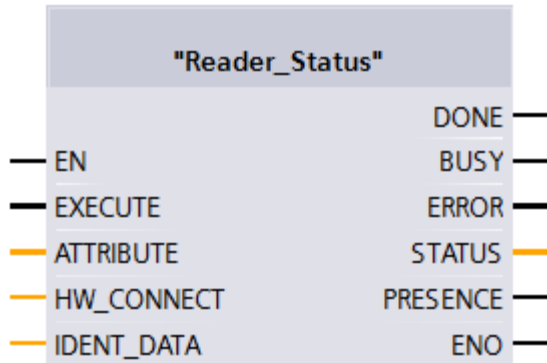 "Reader_Status"
DONE
EN BUSY
EXECUTE ERROR
ATTRIBUTE STATUS
HW_CONNECT PRESENCE
IDENT_DATA ENO